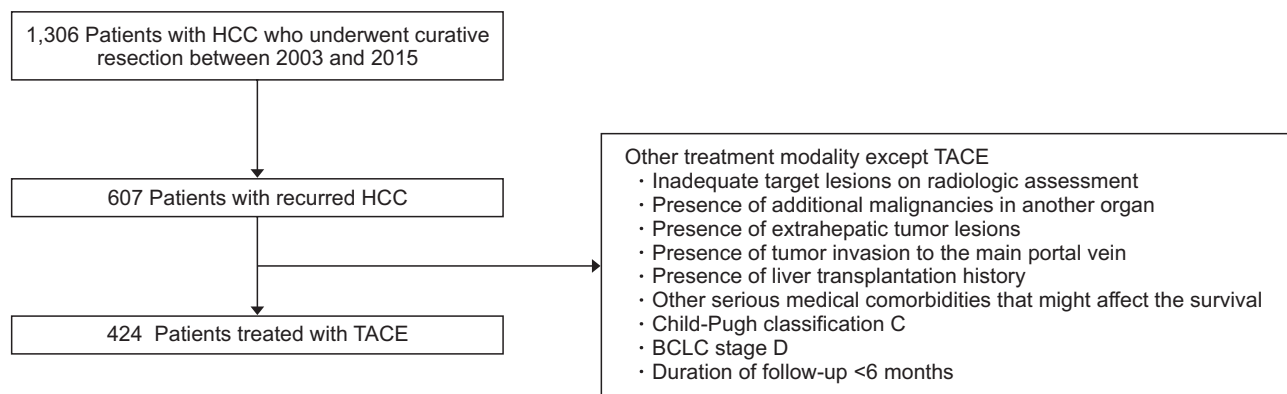 1,306 Patients with HCC who underwent curative
resection between 2003 and 2015
607 Patients with recurred HCC
Other treatment modality except TACE
· Inadequate target lesions on radiologic assessment
· Presence of additional malignancies in another organ
· Presence of extrahepatic tumor lesions
· Presence of tumor invasion to the main portal vein
· Presence of liver transplantation history
· Other serious medical comorbidities that might affect the survival
· Child-Pugh classification C
· BCLC stage D
· Duration of follow-up <6 months
424 Patients treated with TACE